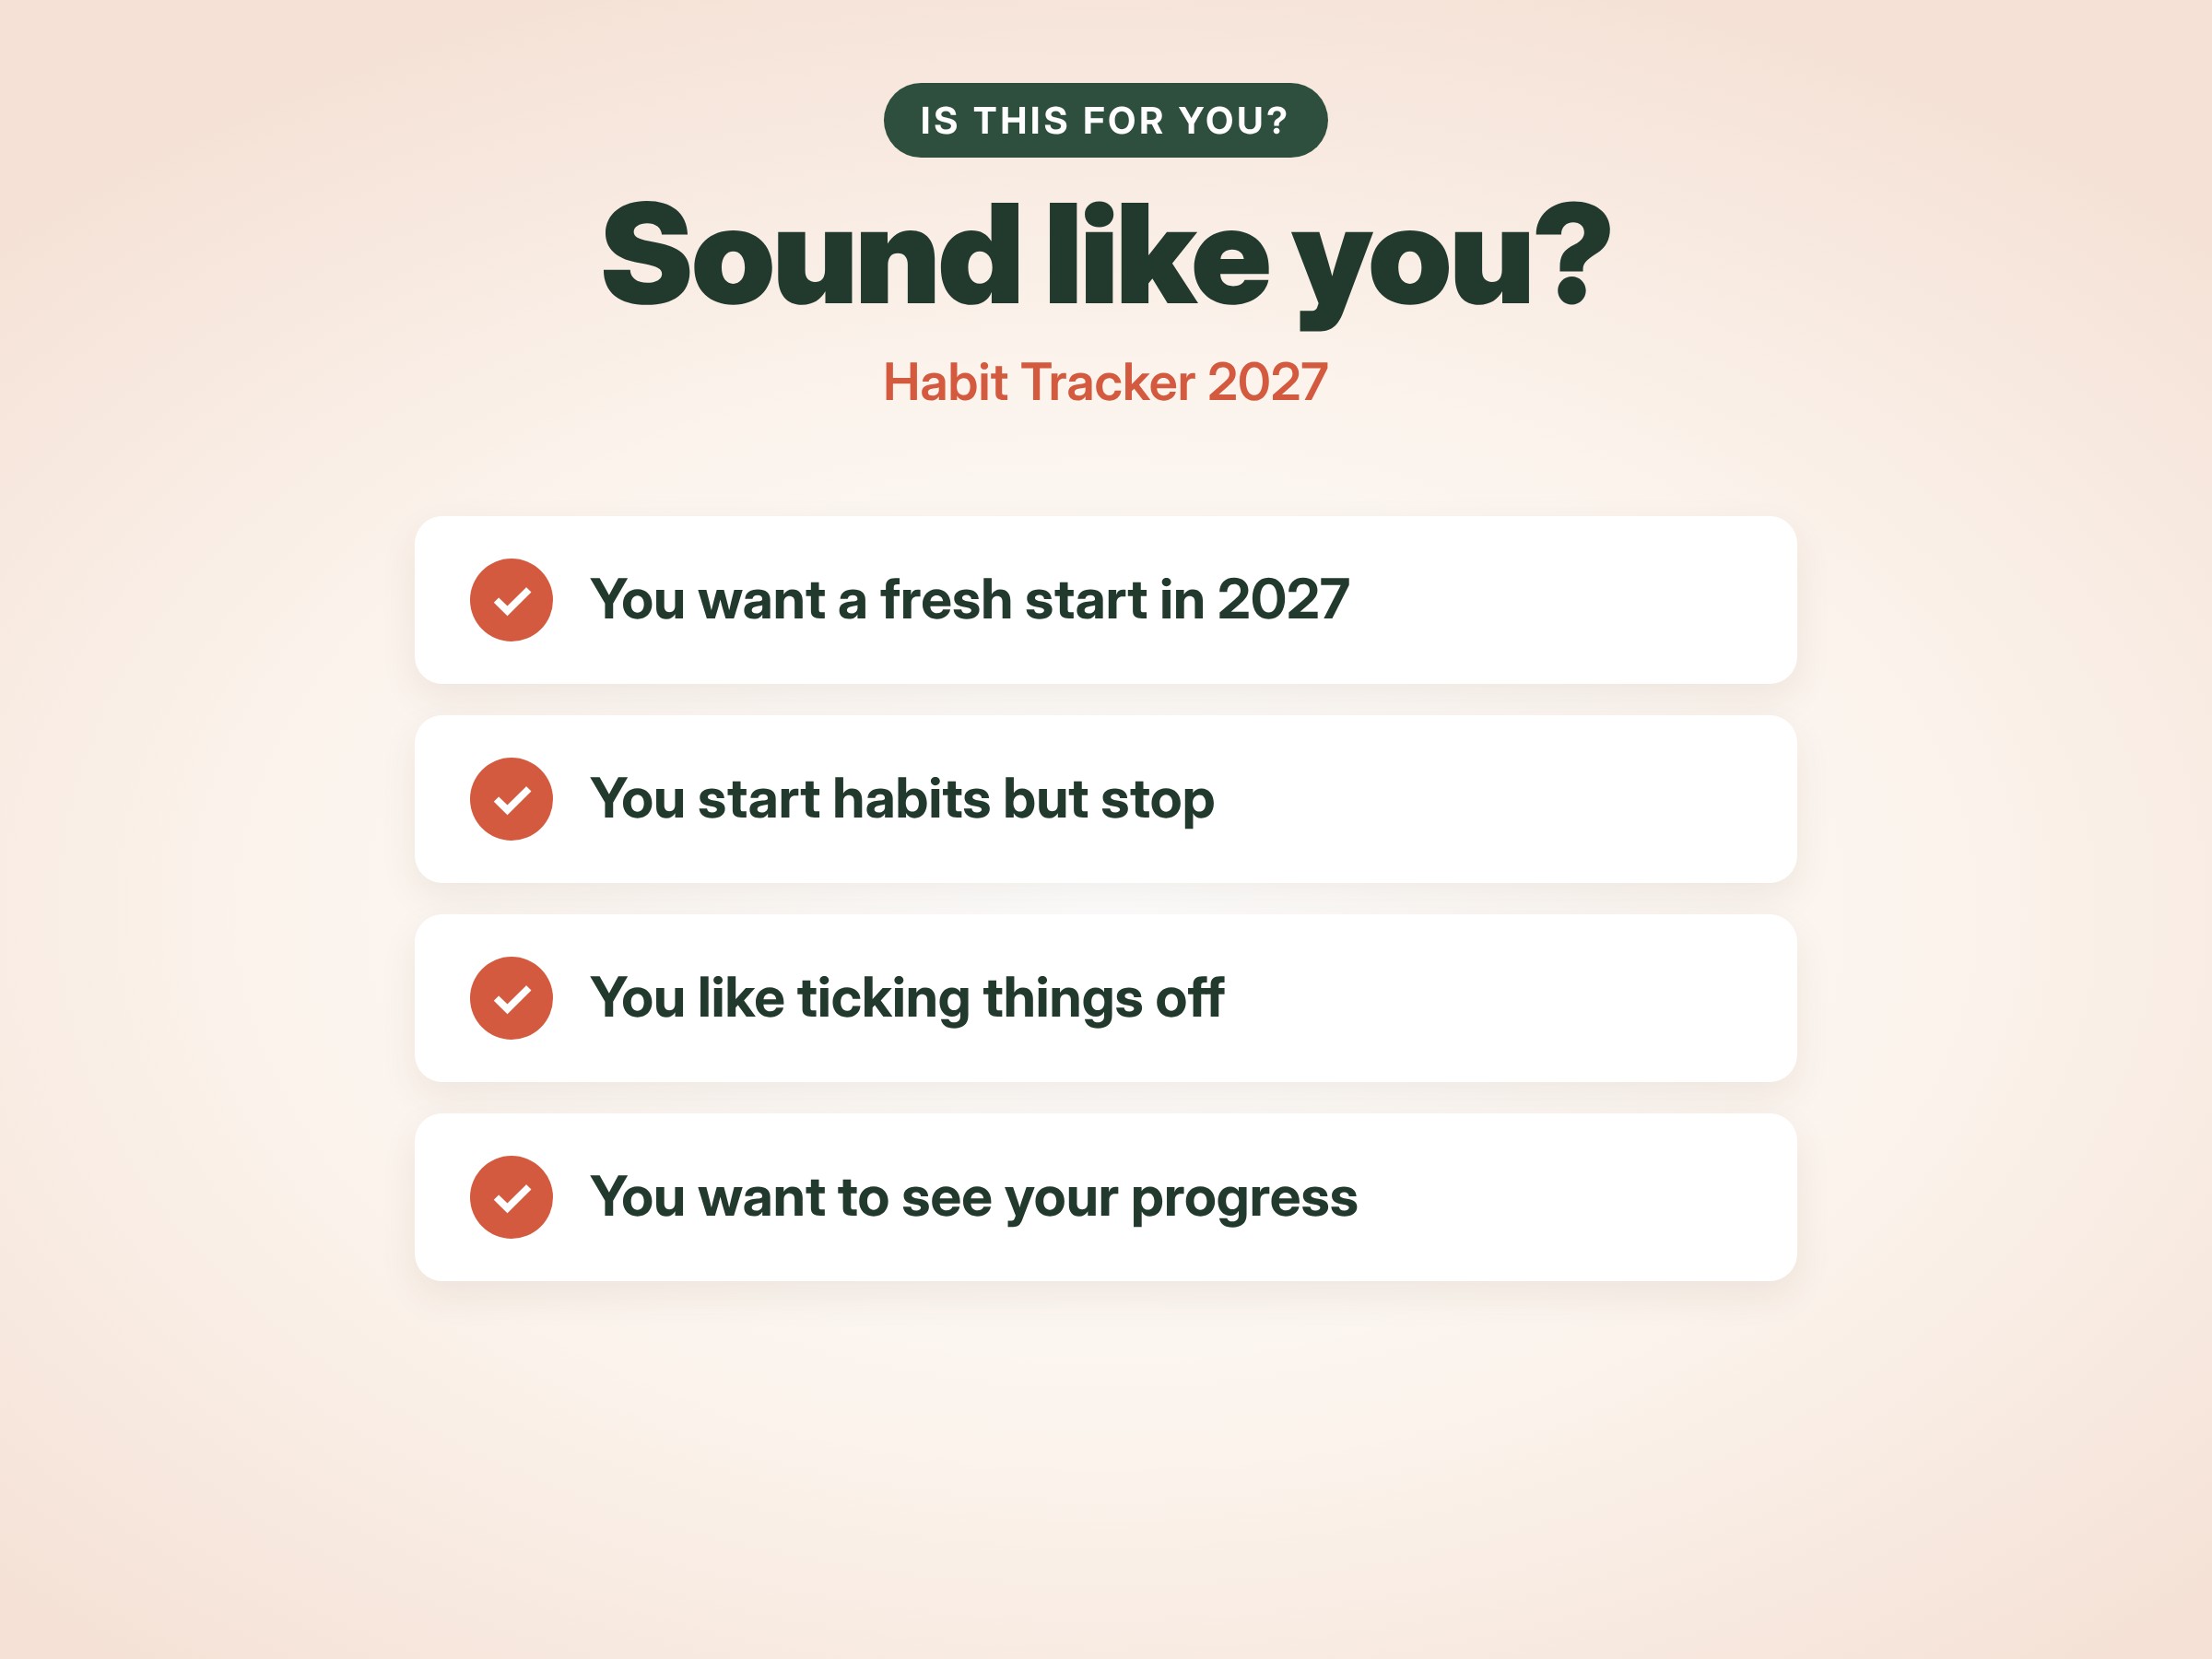 IS THIS FOR YOU?
Sound like you?
Habit Tracker 2027
You want a fresh start in 2027
You start habits but stop
You like ticking things off
You want to see your progress